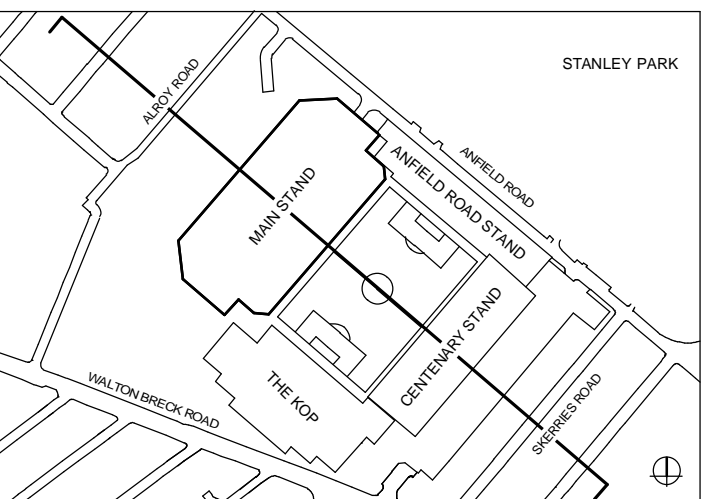 STANLEY PARK
ALROY ROAD
ANFIELD ROAD
ANFIELD ROAD STAND
MAIN STAND
CENTENARY STAND
THE KOP
WALTON BRECK ROAD
SKERRIES ROAD